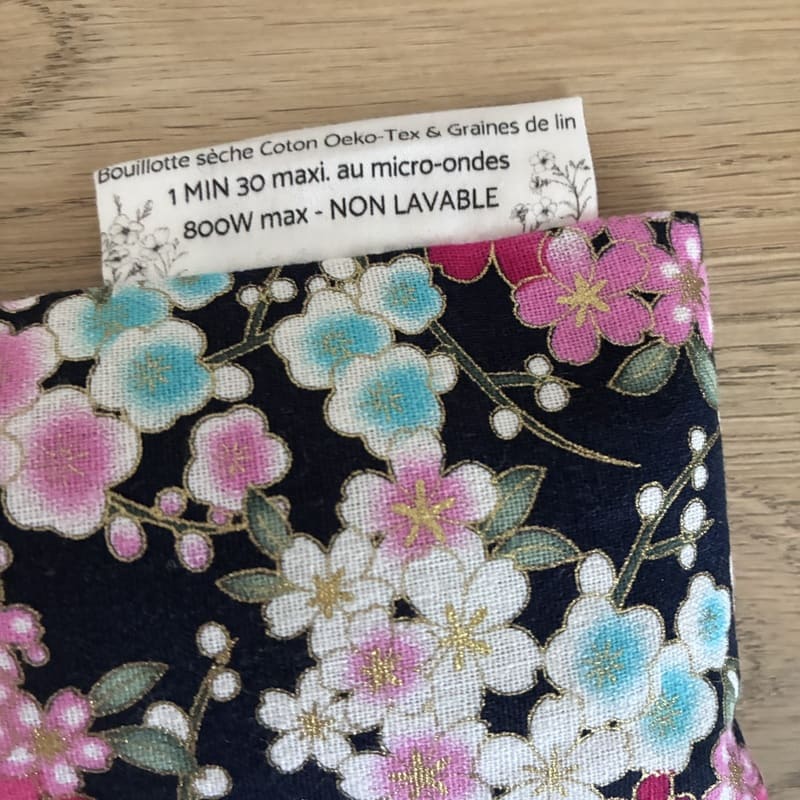 Bouillotte sèche Coton Oeko-Tex & Graines de lin
1 MIN 30 maxi. au micro-ondes
800W max - NON LAVABLE